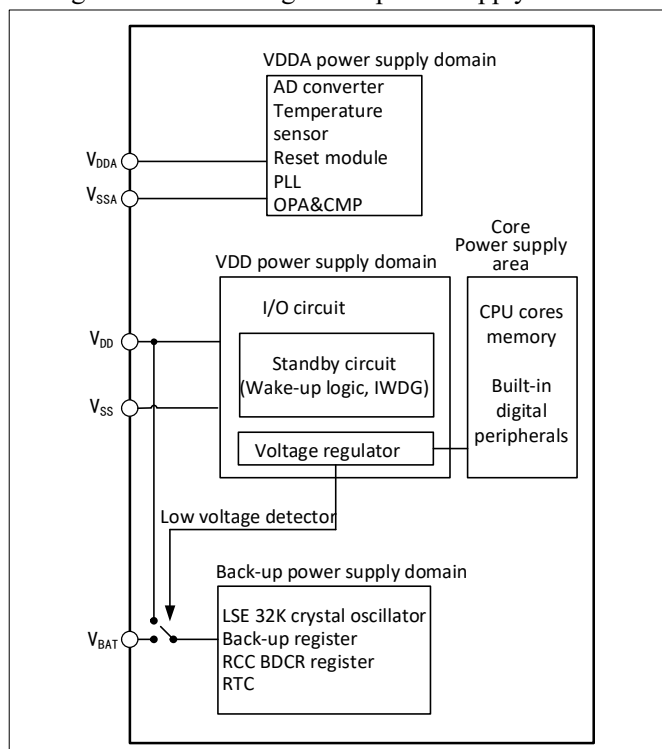 VDDA power supply domain
AD converter
Temperature
sensor
Reset module
PLL
OPA&CMP
VDDA
VSSA
Core
Power supply
area
VDD power supply domain
I/O circuit
CPU cores
memory
Built-in
digital
peripherals
VDD
Standby circuit
(Wake-up logic, IWDG)
VSS
Voltage regulator
Low voltage detector
Back-up power supply domain
LSE 32K crystal oscillator
Back-up register
RCC BDCR register
RTC
VBAT